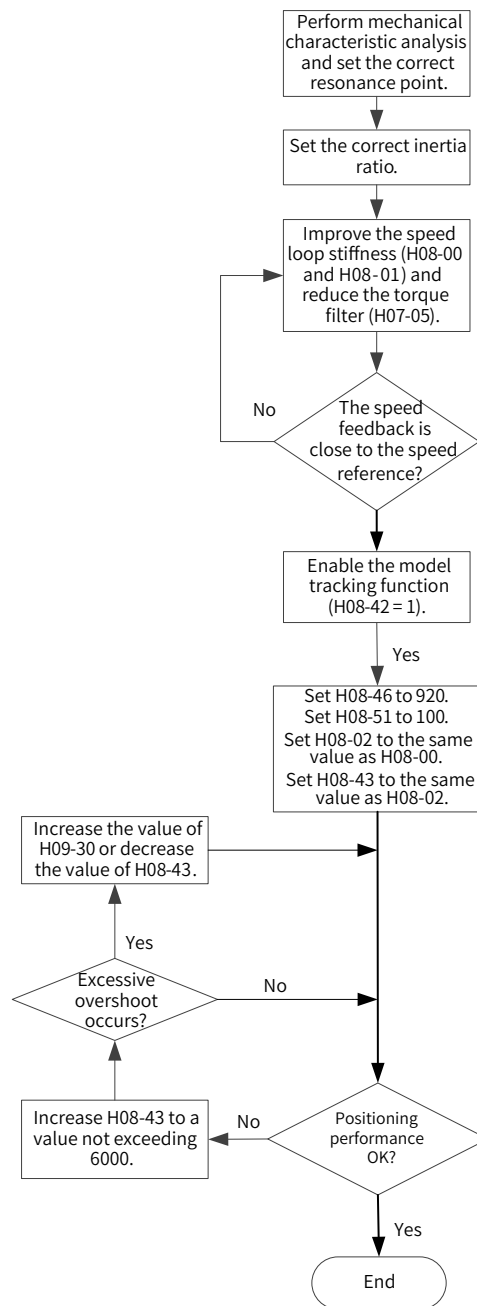 Perform mechanical
characteristic analysis
and set the correct
resonance point.
Set the correct inertia
ratio.
Improve the speed
loop stiffness (H08-00
and H08-01) and
reduce the torque
filter (H07-05).
No
The speed
feedback is
close to the speed
reference?
Enable the model
tracking function
(H08-42 = 1).
Yes
Set H08-46 to 920.
Set H08-51 to 100.
Set H08-02 to the same
value as H08-00.
Set H08-43 to the same
value as H08-02.
Increase the value of
H09-30 or decrease
the value of H08-43.
Yes
Excessive
overshoot
occurs?
No
Increase H08-43 to a
value not exceeding
6000.
No
Positioning
performance
OK?
Yes
End